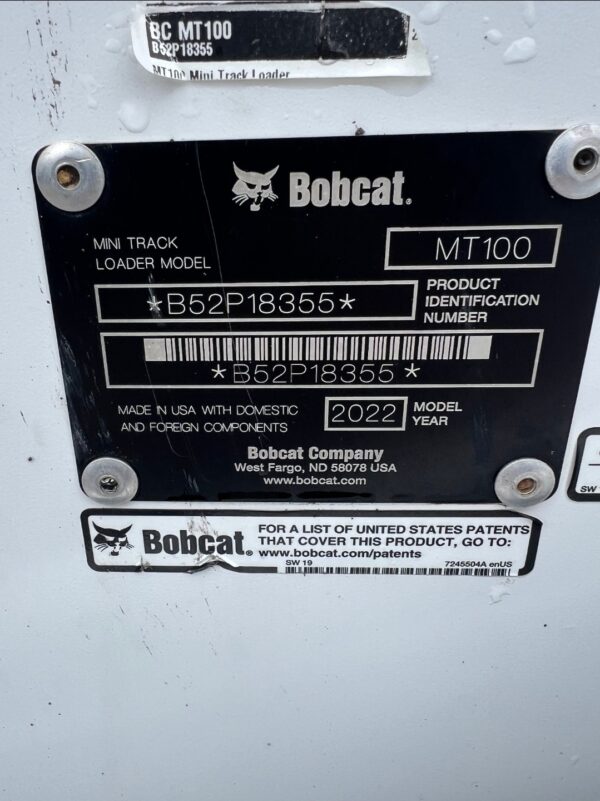 BC MT100
B52P18355
2
MT100 Mini Track Loader
Bobcat.
MINI TRACK
LOADER MODEL
MT100
*B52P18355*
PRODUCT
IDENTIFICATION
NUMBER
*B52P18355*
MADE IN USA WITH DOMESTIC
AND FOREIGN COMPONENTS
2022
MODEL
YEAR
Bobcat Company
West Fargo, ND 58078 USA
www.bobcat.com
SW
Bobcat.
FOR A LIST OF UNITED STATES PATENTS
THAT COVER THIS PRODUCT, GO TO:
www.bobcat.com/patents
SW 19
7245504A enUS